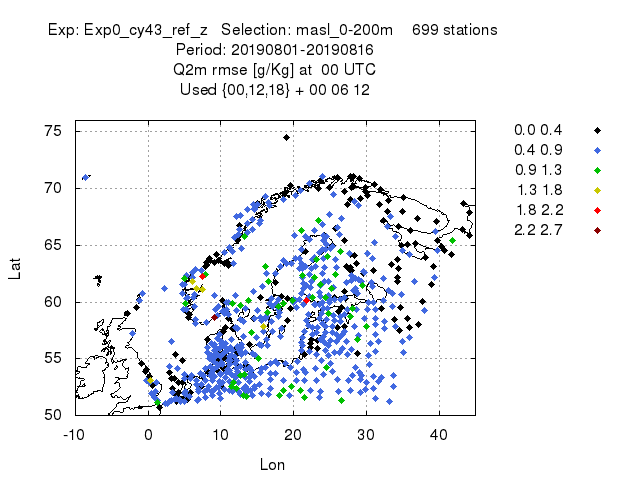 Exp: Exp0_cy43_ref_z Selection: masl_0-200m 699 stations
Period: 20190801-20190816
Q2m rmse [g/Kg] at 00 UTC
Used {00,12,18} + 00 06 12
0.0 0.4
0.4 0.9
0.9 1.3
1.3 1.8
1.8 2.2
2.2 2.7
75
70
65
60
55
50
Lat
-10 0 10 20 30 40
Lon